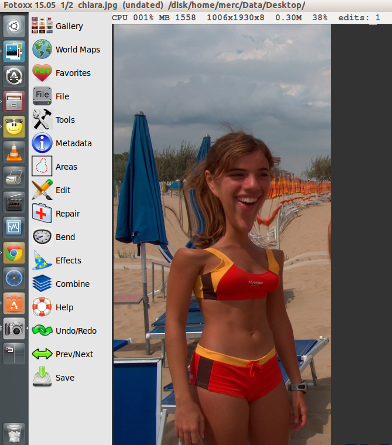 Fotoxx 15.05 1/2 chiara.jpg (undated) /disk/home/merc/Data/Desktop/
CPU 001% MB 1558 1006x1930x8 0.30M 38% edits: 1
Gallery
World Maps
Favorites
File
File
Tools
Metadata
Areas
Edit
Repair
Bend
Effects
Combine
Help
Undo/Redo
Prev/Next
Save